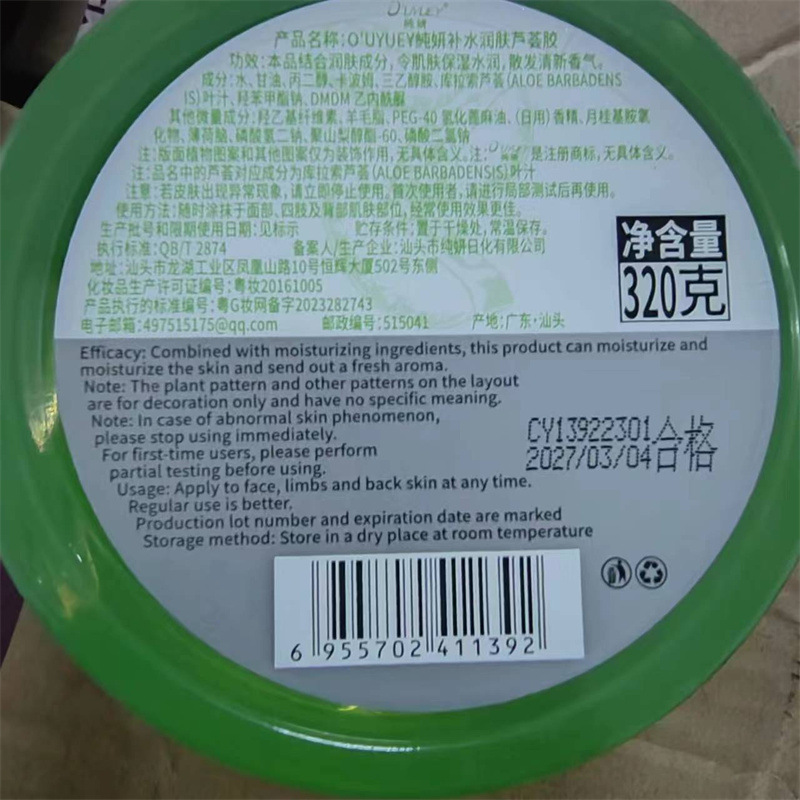 O'UYUEY
纯妍
产品名称:O'UYUEY纯妍补水润肤芦荟胶
功效:本品结合润肤成分,令肌肤保湿水润,散发清新香气。
成分:水、甘油、丙二醇、卡波姆、三乙醇胺、库拉索芦荟(ALOE BARBADENS
IS)叶汁、羟苯甲酯钠、DMDM 乙内酰脲
其他微量成分:羟乙基纤维素、羊毛脂、PEG-40 氢化蓖麻油、(日用)香精、月桂基胺氧
化物、薄荷脑、磷酸氢二钠、聚山梨醇酯-60、磷酸二氢钠
注:版面植物图案和其他图案仅为装饰作用,无具体含义。注:O'UYUEY 纯妍 是注册商标,无具体含义。
注:品名中的芦荟对应成分为库拉索芦荟(ALOE BARBADENSIS)叶汁
注意:若皮肤出现异常现象,请立即停止使用。首次使用者,请进行局部测试后再使用。
使用方法:随时涂抹于面部、四肢及背部肌肤部位,经常使用效果更佳。
生产批号和限期使用日期:见标示 贮存条件:置于干燥处,常温保存。
执行标准:QB/T 2874 备案人/生产企业:汕头市纯妍日化有限公司
地址:汕头市龙湖工业区凤凰山路10号恒辉大厦502号东侧
化妆品生产许可证编号:粤妆20161005
产品执行的标准编号:粤G妆网备字2023282743
电子邮箱:497515175@qq.com 邮政编号:515041 产地:广东·汕头
净含量
320克
Efficacy: Combined with moisturizing ingredients, this product can moisturize and
moisturize the skin and send out a fresh aroma.
Note: The plant pattern and other patterns on the layout
are for decoration only and have no specific meaning.
Note: In case of abnormal skin phenomenon,
please stop using immediately.
For first-time users, please perform
partial testing before using.
Usage: Apply to face, limbs and back skin at any time.
Regular use is better.
Production lot number and expiration date are marked
Storage method: Store in a dry place at room temperature
CY13922301合格
2027/03/04合格
6 955702 411392